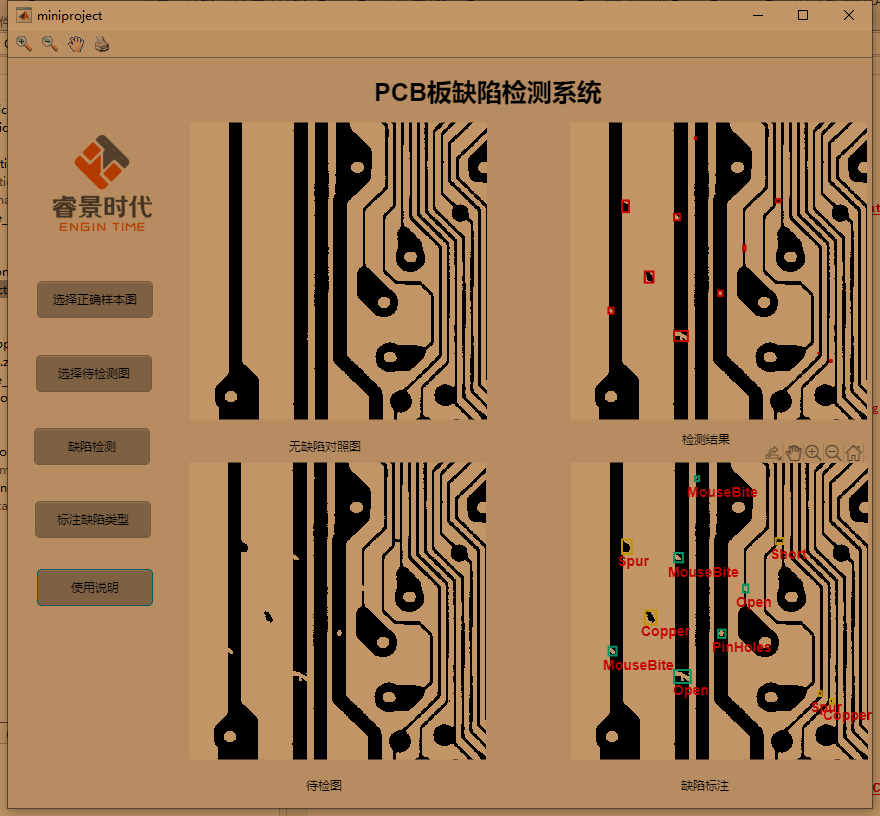 miniproject
PCB板缺陷检测系统
睿景时代
ENGIN TIME
选择正确样本图
选择待检测图
缺陷检测
标注缺陷类型
使用说明
无缺陷对照图
检测结果
MouseBite
Spur
MouseBite
Short
Open
Copper
PinHoles
MouseBite
Open
Spur
Copper
待检图
缺陷标注